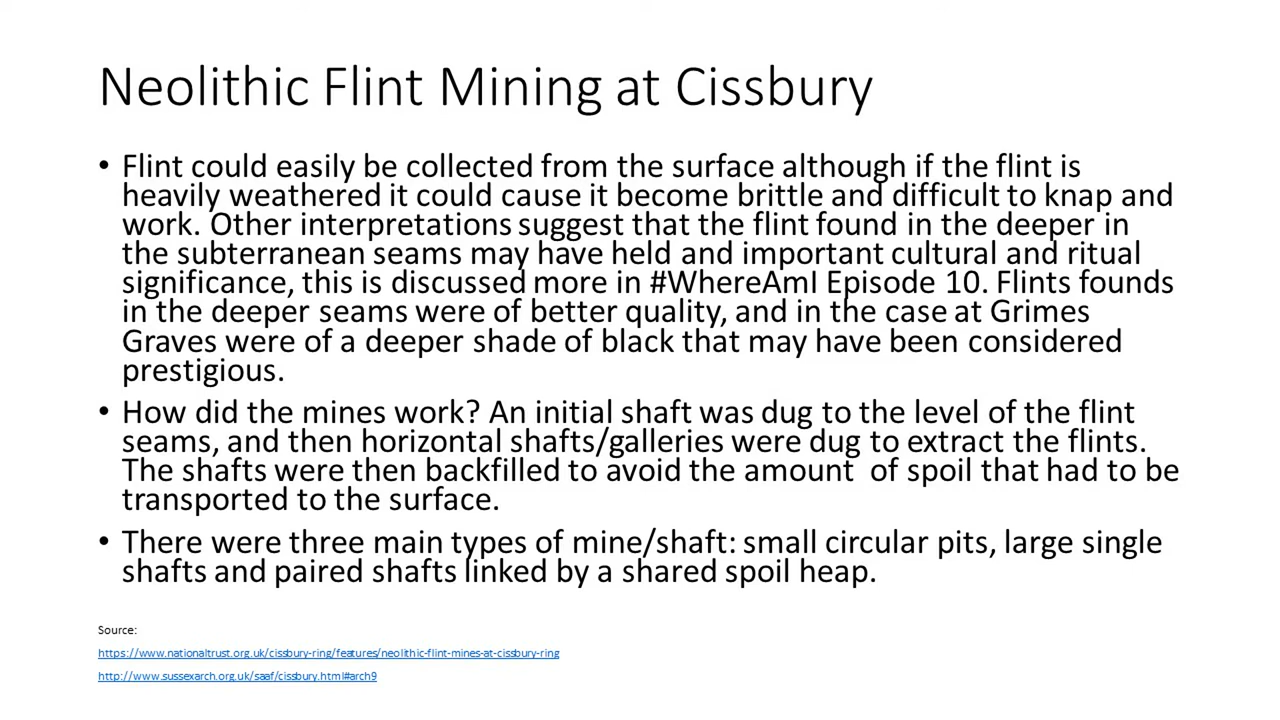 Neolithic Flint Mining at Cissbury
• Flint could easily be collected from the surface although if the flint is
heavily weathered it could cause it become brittle and difficult to knap and
work. Other interpretations suggest that the flint found in the deeper in
the subterranean seams may have held and important cultural and ritual
significance, this is discussed more in #WhereAmI Episode 10. Flints founds
in the deeper seams were of better quality, and in the case at Grimes
Graves were of a deeper shade of black that may have been considered
prestigious.
• How did the mines work? An initial shaft was dug to the level of the flint
seams, and then horizontal shafts/galleries were dug to extract the flints.
The shafts were then backfilled to avoid the amount  of spoil that had to be
transported to the surface.
• There were three main types of mine/shaft: small circular pits, large single
shafts and paired shafts linked by a shared spoil heap.
Source:
https://www.nationaltrust.org.uk/cissbury-ring/features/neolithic-flint-mines-at-cissbury-ring
http://www.sussexarch.org.uk/saaf/cissbury.html#arch9